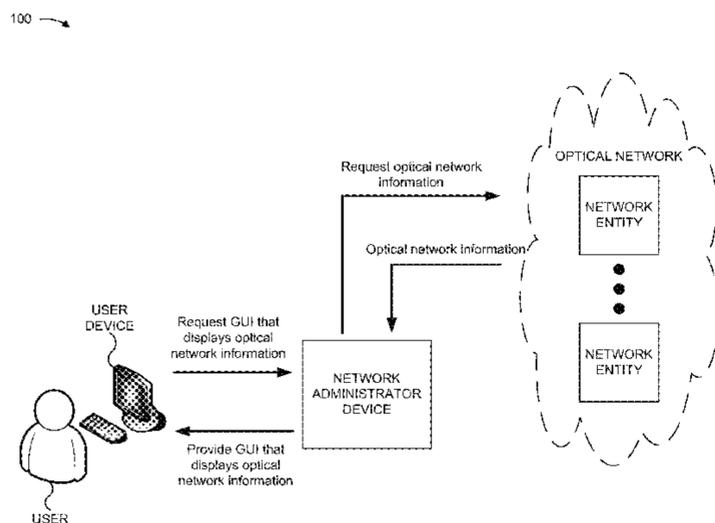 100
OPTICAL NETWORK
Request optical network
information
NETWORK
ENTITY
Optical network information
USER
DEVICE
Request GUI that
displays optical
network information
NETWORK
ADMINISTRATOR
DEVICE
NETWORK
ENTITY
Provide GUI that
displays optical
network information
USER